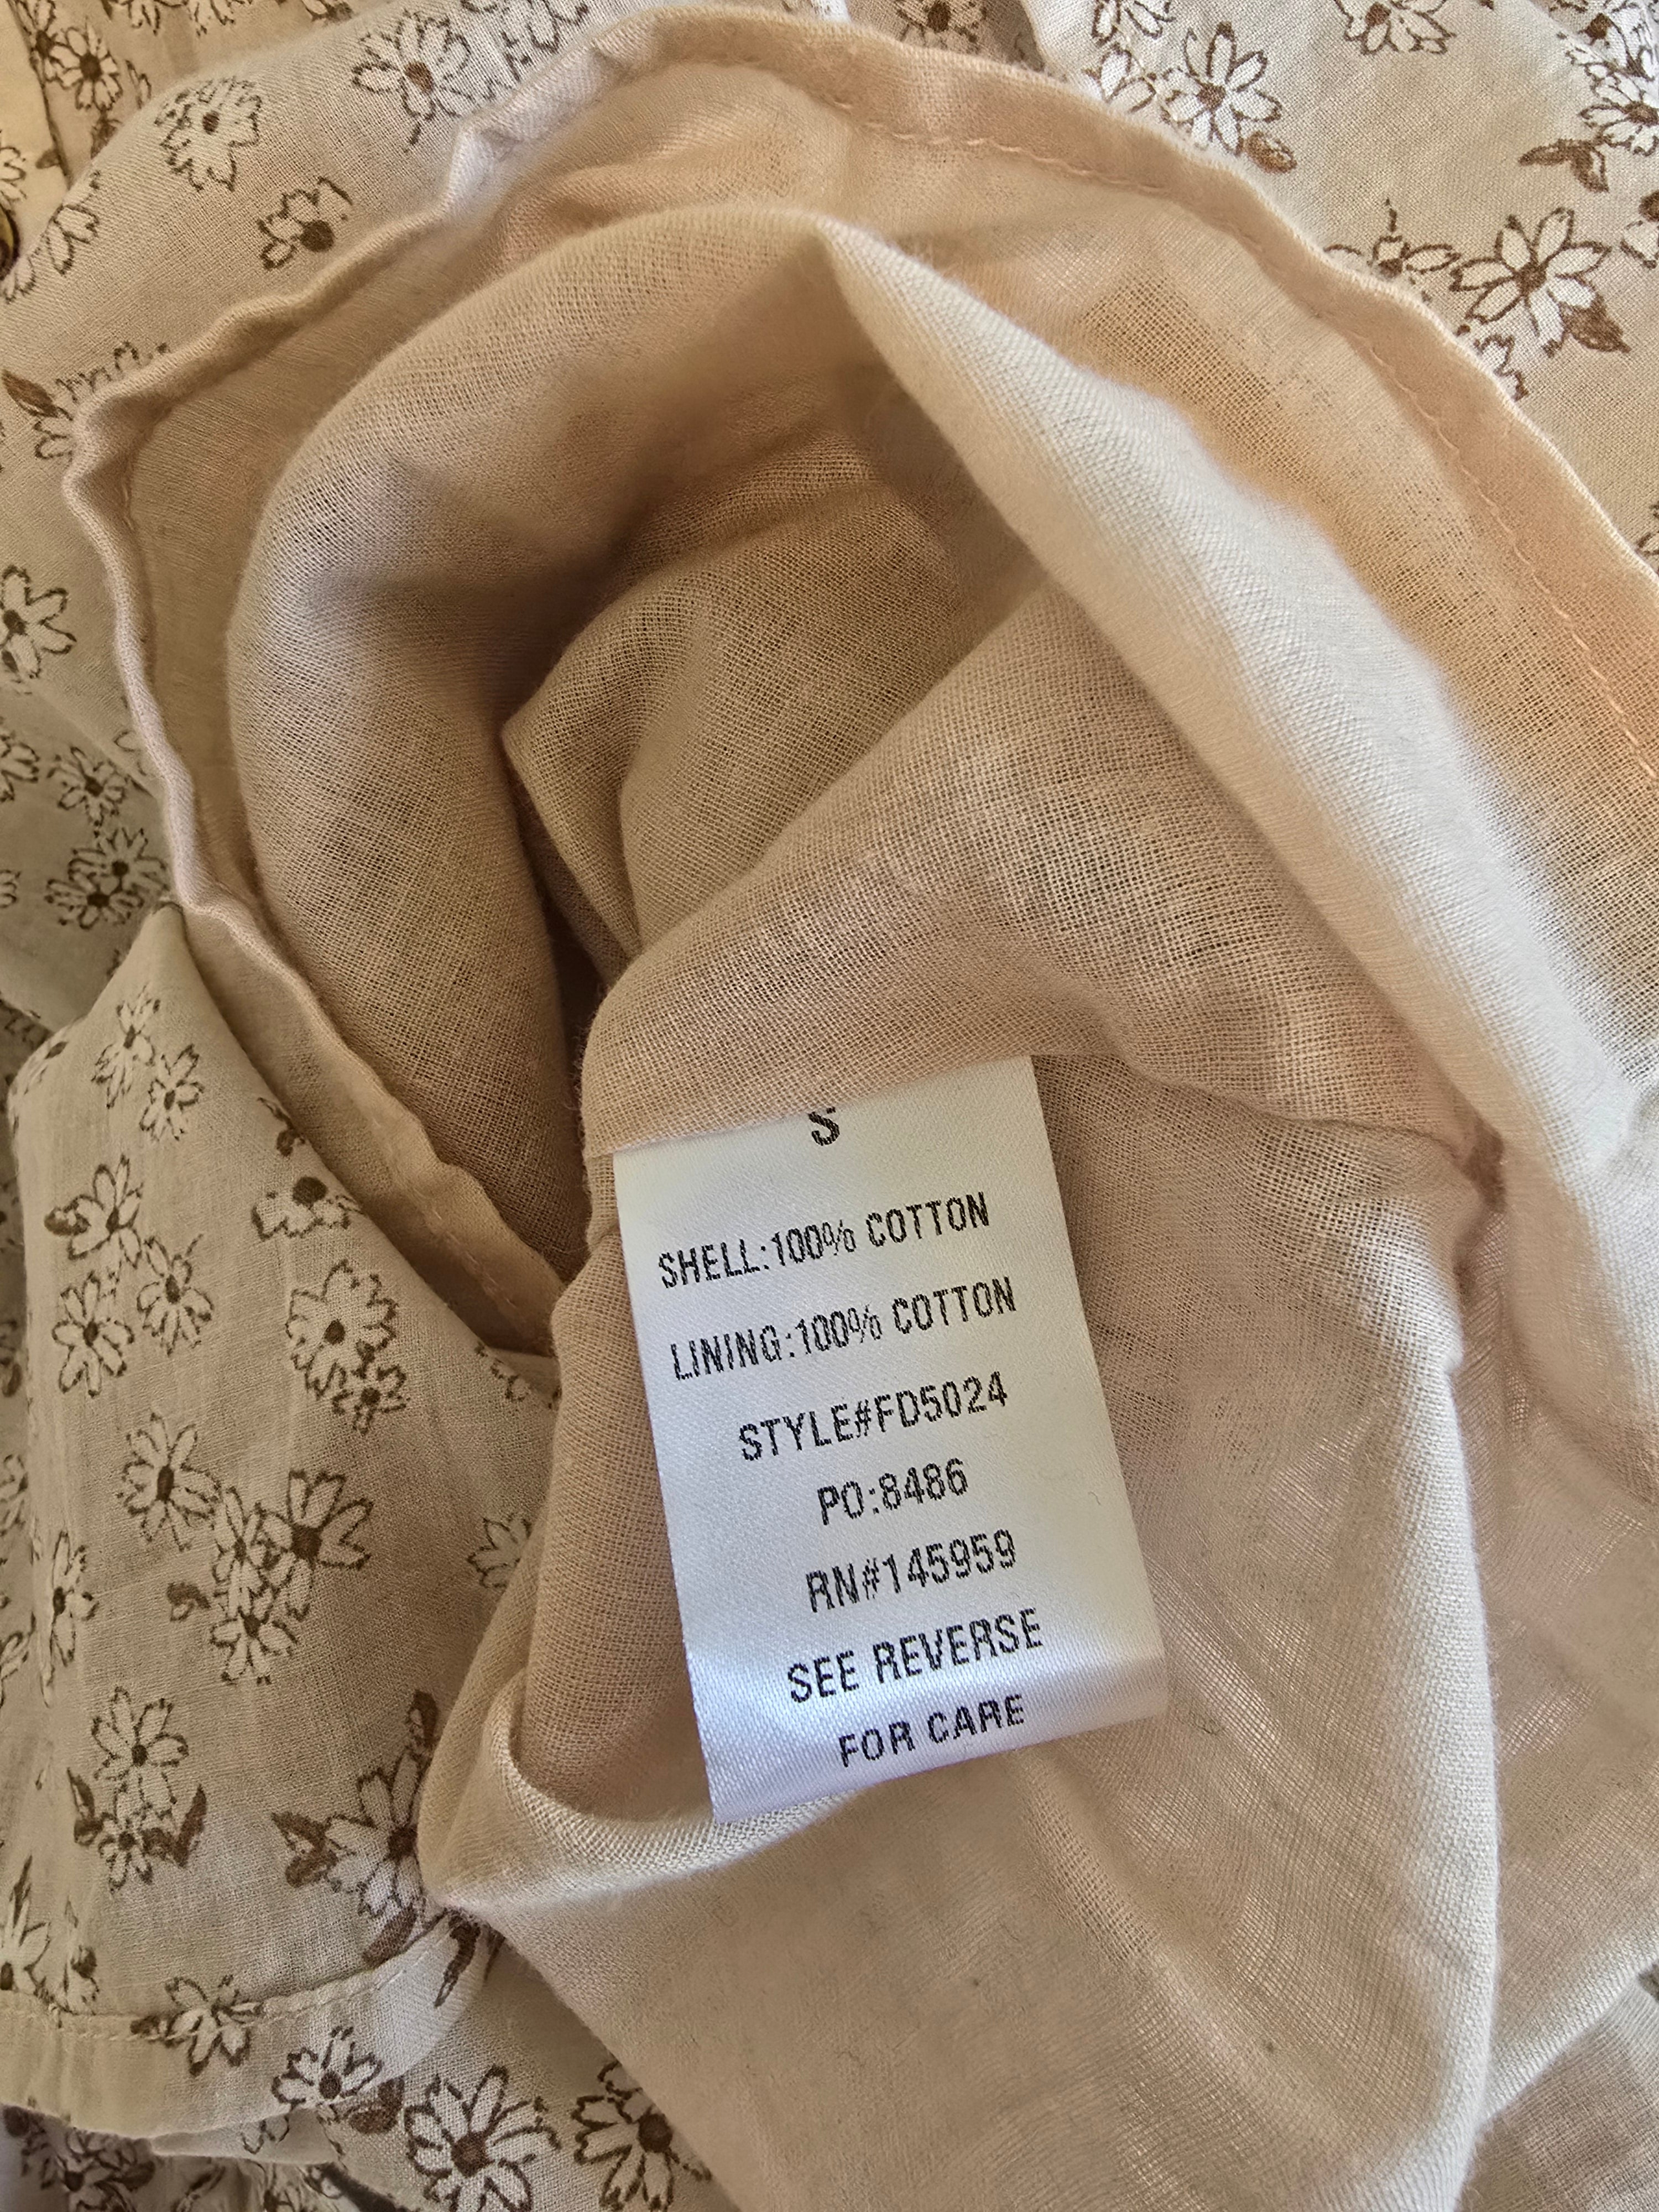 S
SHELL:100% COTTON
LINING:100% COTTON
STYLE#FD5024
PO:8486
RN#145959
SEE REVERSE
FOR CARE